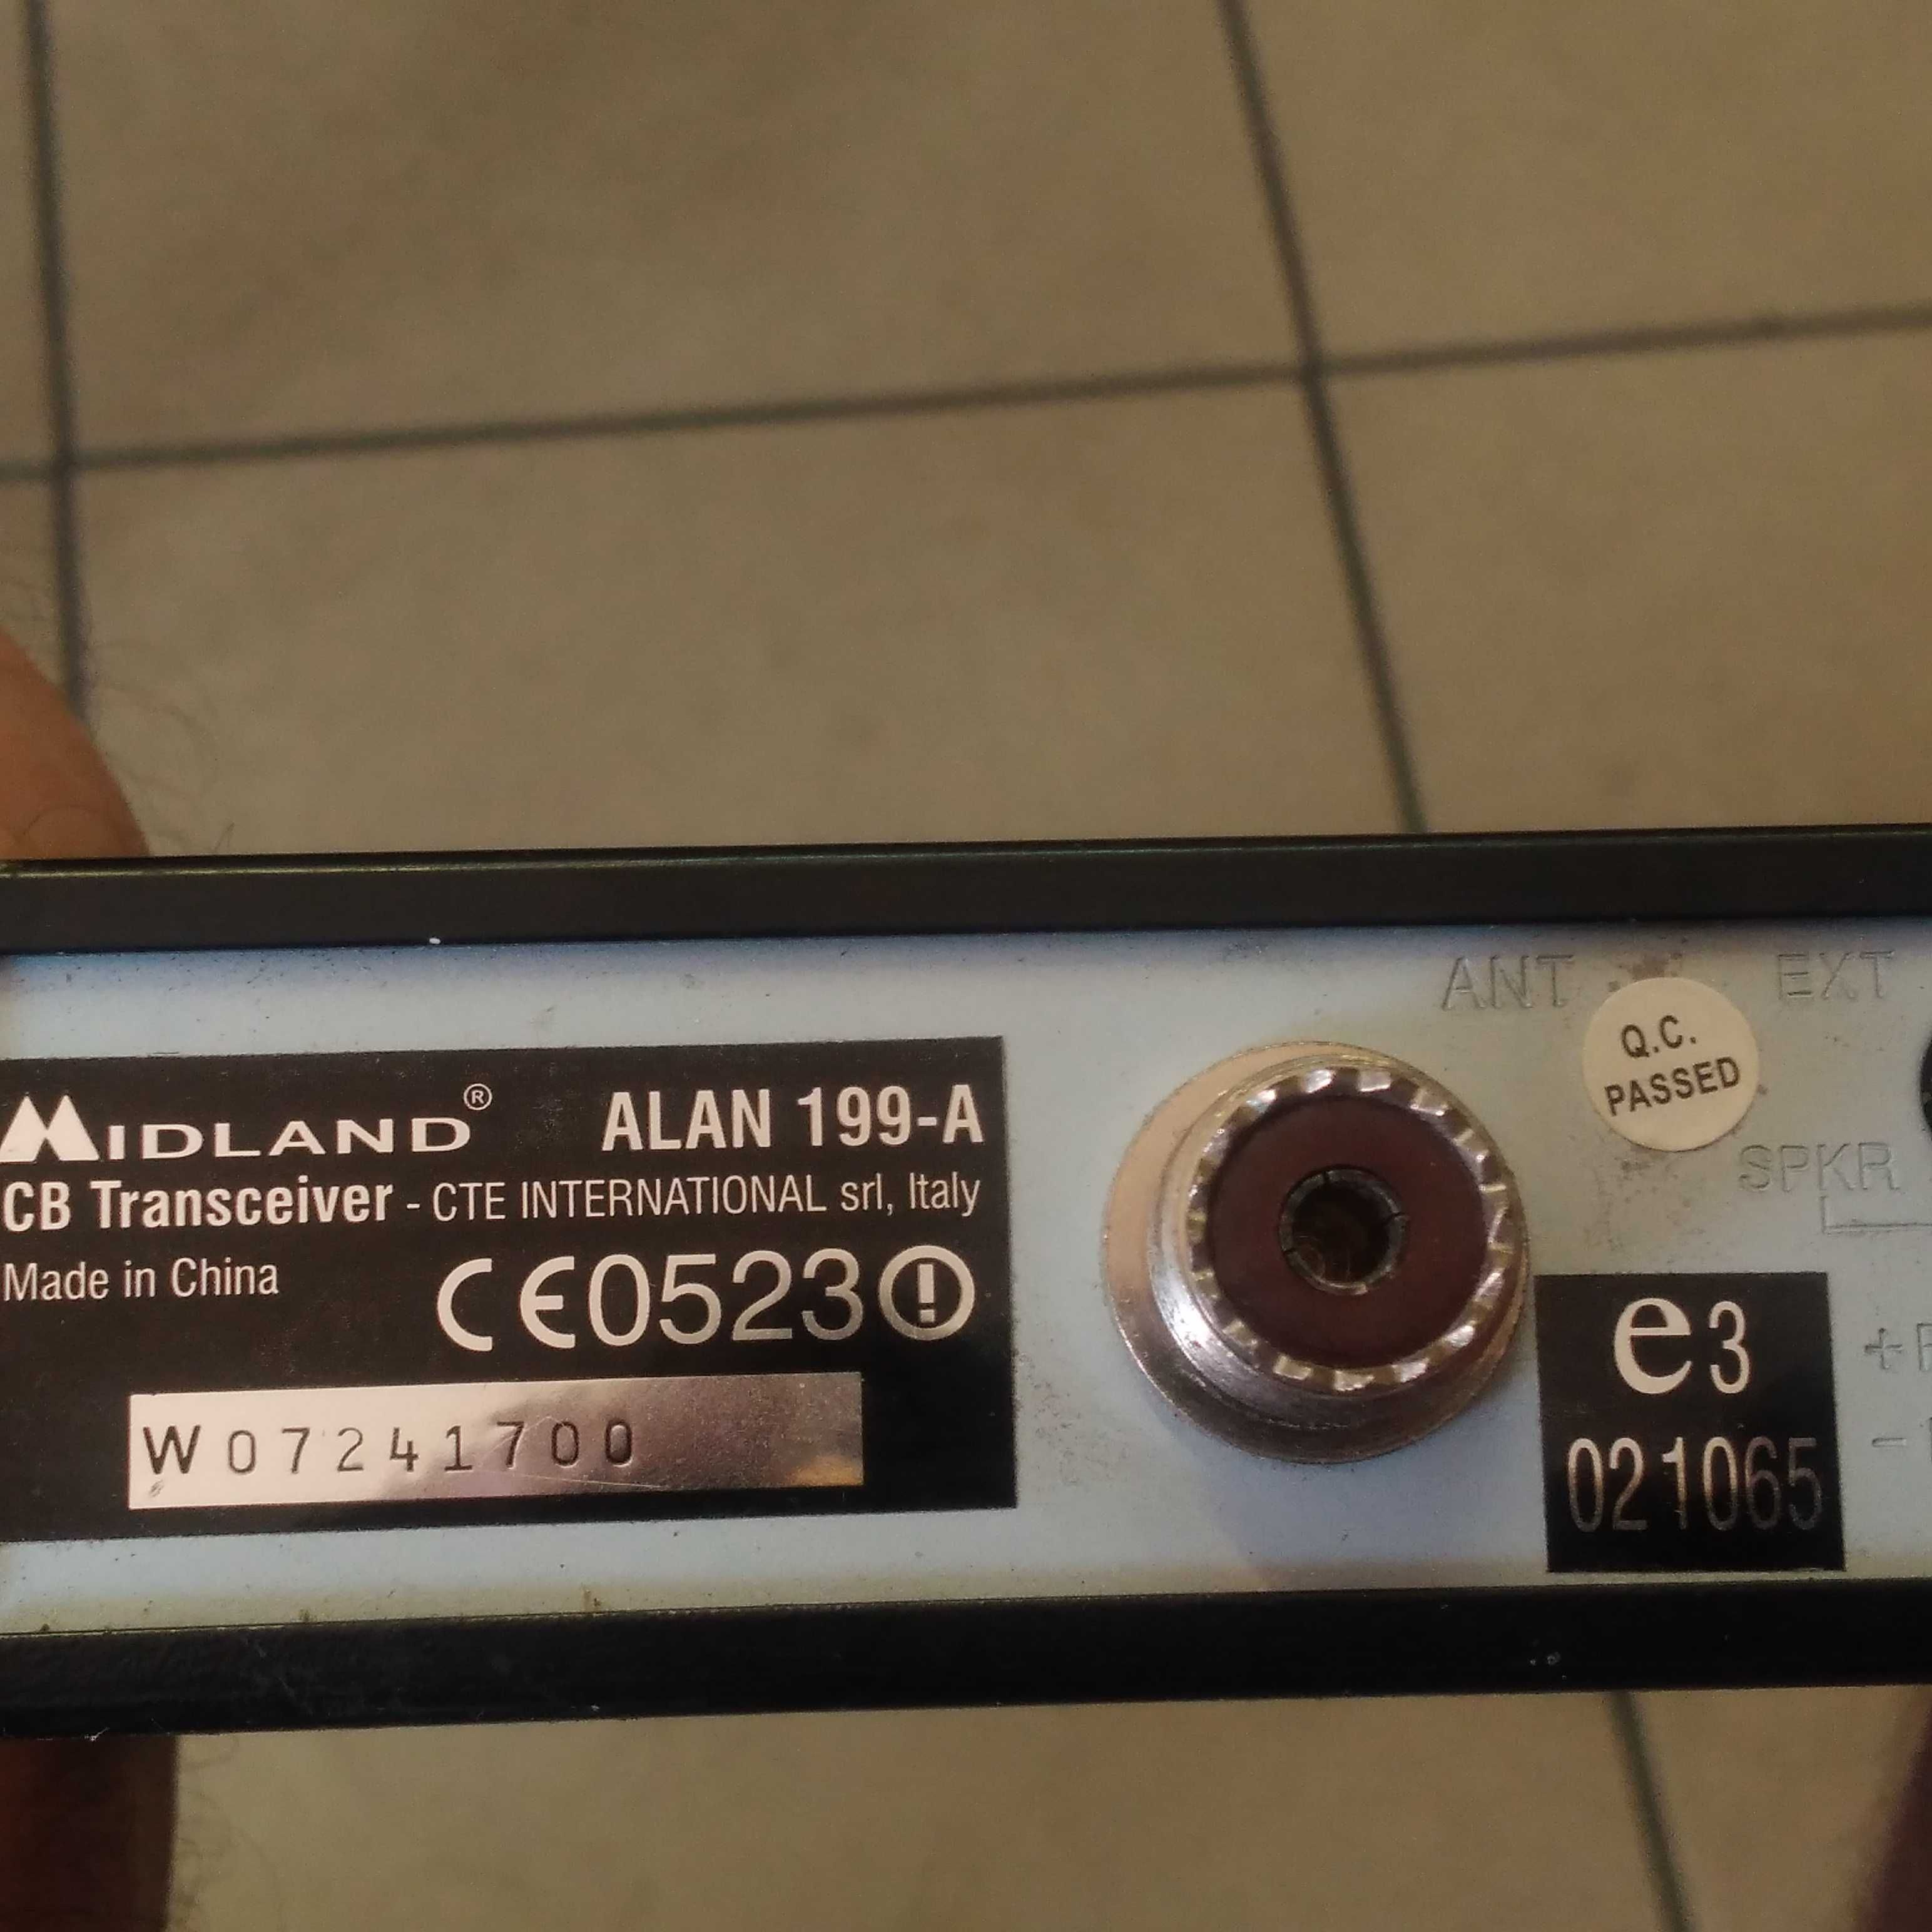 MIDLAND® ALAN 199-A
CB Transceiver - CTE INTERNATIONAL srl, Italy
Made in China
CE0523
W07241700
ANT
Q.C.
PASSED
EXT
SPKR
e3
021065
+
-